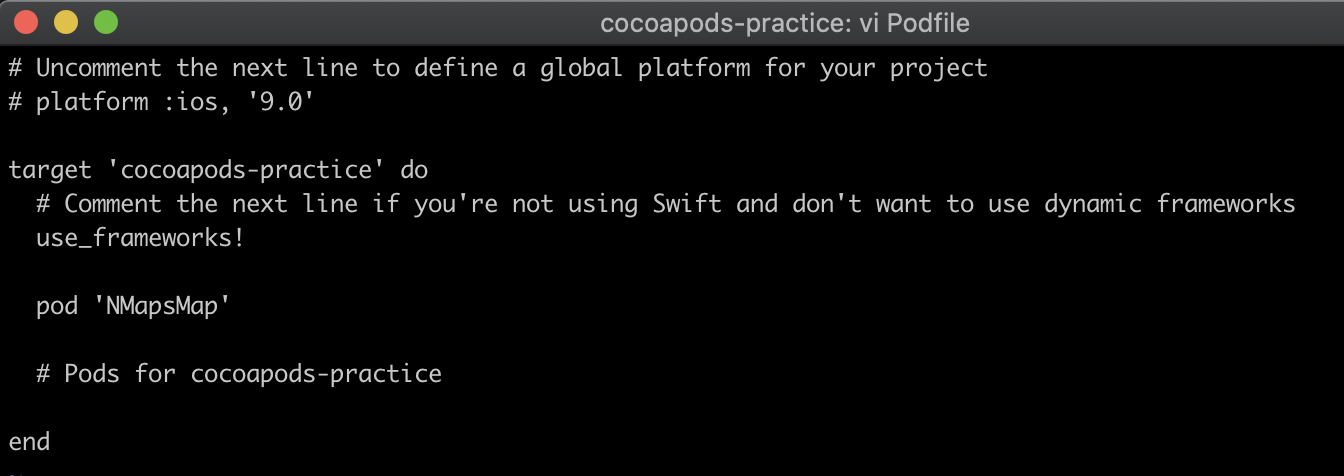 cocoapods-practice: vi Podfile
# Uncomment the next line to define a global platform for your project
# platform :ios, '9.0'
target 'cocoapods-practice' do
  # Comment the next line if you're not using Swift and don't want to use dynamic frameworks
  use_frameworks!
  pod 'NMapsMap'
  # Pods for cocoapods-practice
end